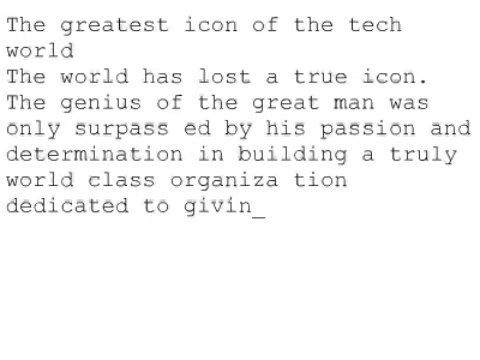 The greatest icon of the tech
world
The world has lost a true icon.
The genius of the great man was
only surpass ed by his passion and
determination in building a truly
world class organiza tion
dedicated to givin_